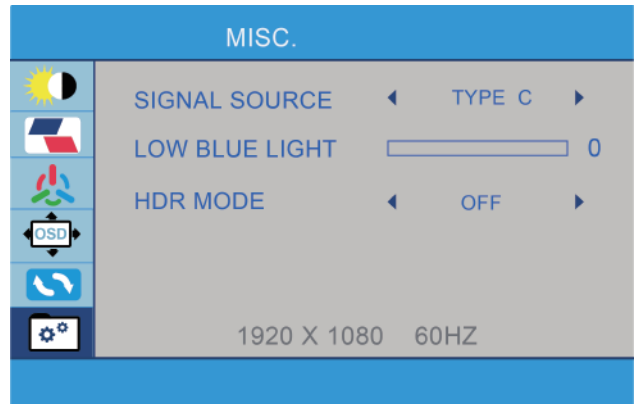 MISC.
SIGNAL SOURCE TYPE C
LOW BLUE LIGHT 0
HDR MODE OFF
OSD
1920 X 1080 60HZ